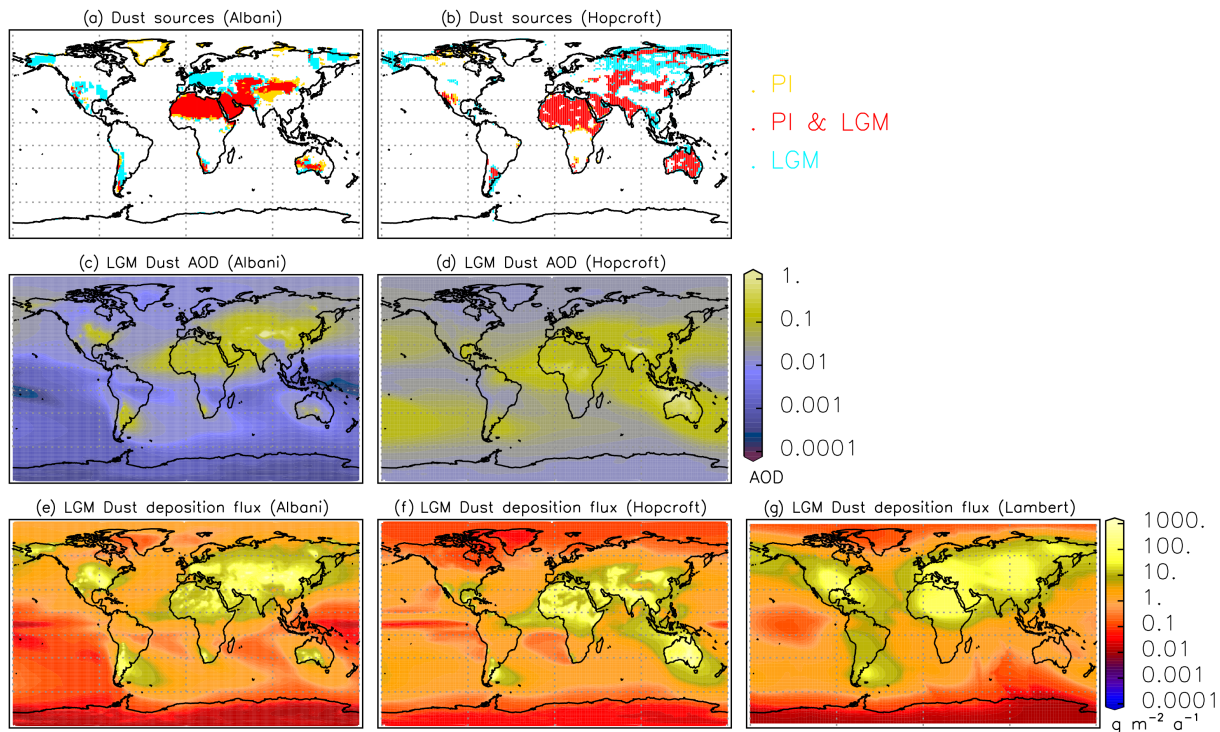 (a) Dust sources (Albani)
(b) Dust sources (Hopcroft)
. PI
. PI & LGM
. LGM
(c) LGM Dust AOD (Albani)
(d) LGM Dust AOD (Hopcroft)
1.
0.1
0.01
0.001
0.0001
AOD
(e) LGM Dust deposition flux (Albani)
(f) LGM Dust deposition flux (Hopcroft)
(g) LGM Dust deposition flux (Lambert)
1000.
100.
10.
1.
0.1
0.01
0.001
0.0001
g m⁻² a⁻¹